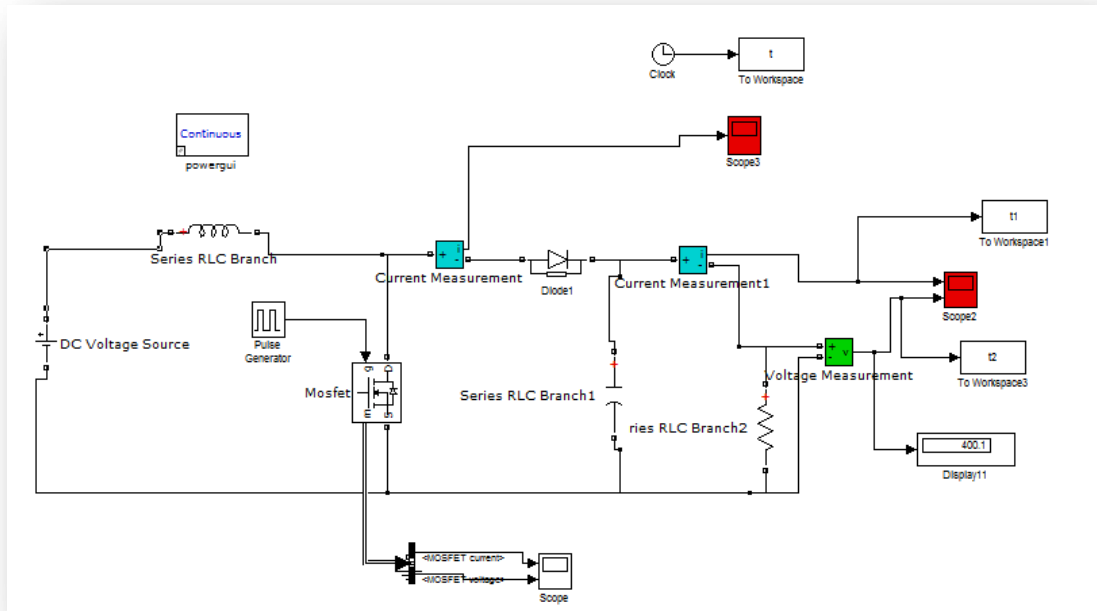 t
Clock
To Workspace
Continuous
powergui
Scope3
t1
To Workspace1
Series RLC Branch
+
+
-
i
Current Measurement
Diode1
+
-
i
Current Measurement1
Scope2
DC Voltage Source
+
Pulse
Generator
g
D
m
S
Mosfet
+
-
v
Voltage Measurement
t2
To Workspace3
+
Series RLC Branch1
+
ries RLC Branch2
400.1
Display11
<MOSFET current>
<MOSFET voltage>
Scope